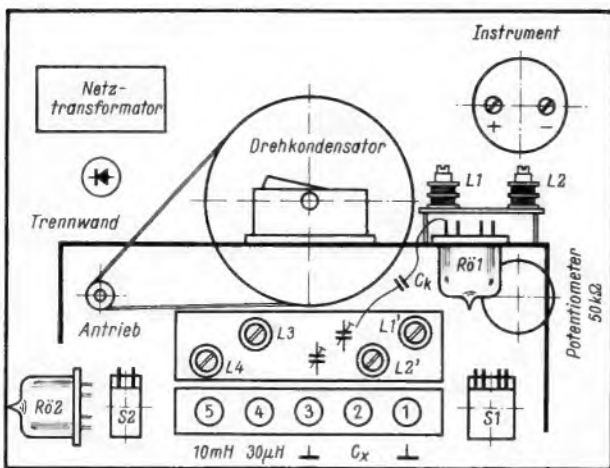 Instrument
Netz-
transformator
+
−
Drehkondensator
L1
L2
Trennwand
Rö1
Ck
Potentiometer
50kΩ
Antrieb
L3
L1'
L4
L2'
Rö2
S2
5
4
3
2
1
S1
10mH 30µH ⊥ Cx ⊥